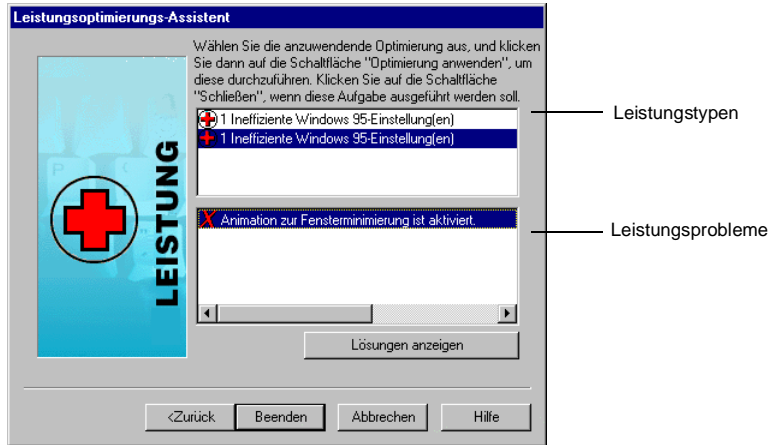 Leistungsoptimierungs-Assistent
Wählen Sie die anzuwendende Optimierung aus, und klicken
Sie dann auf die Schaltfläche "Optimierung anwenden", um
diese durchzuführen. Klicken Sie auf die Schaltfläche
"Schließen", wenn diese Aufgabe ausgeführt werden soll.
1 Ineffiziente Windows 95-Einstellung(en)
1 Ineffiziente Windows 95-Einstellung(en)
Leistungstypen
LEISTUNG
Animation zur Fensterminimierung ist aktiviert.
Leistungsprobleme
Lösungen anzeigen
<Zurück
Beenden
Abbrechen
Hilfe